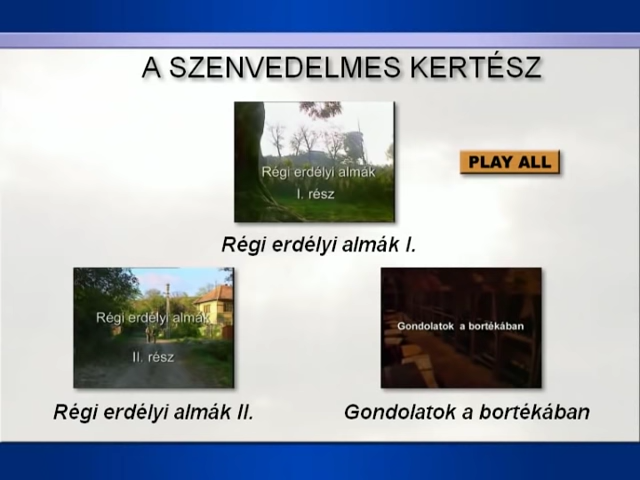 A SZENVEDELMES KERTÉSZ
Régi erdélyi almák
I. rész
PLAY ALL
Régi erdélyi almák I.
Régi erdélyi almák
II. rész
Gondolatok a bortékában
Régi erdélyi almák II.
Gondolatok a bortékában